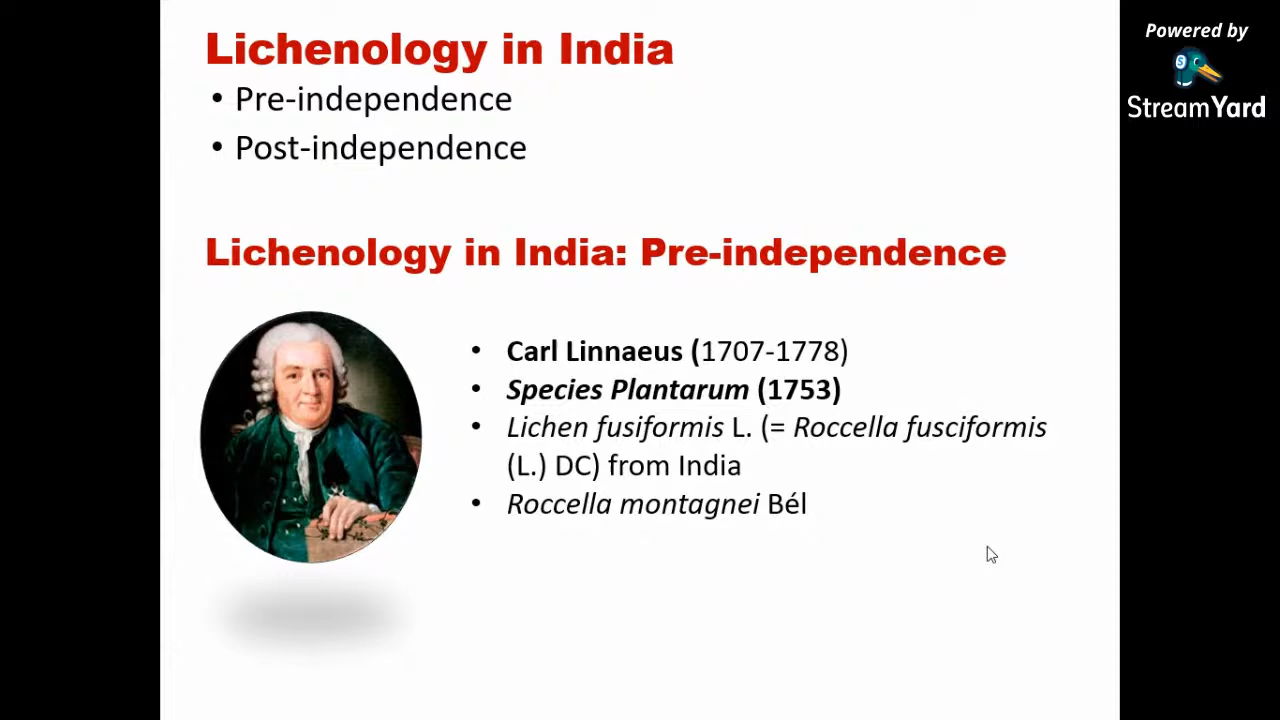 Lichenology in India
• Pre-independence
• Post-independence
Lichenology in India: Pre-independence
• Carl Linnaeus (1707-1778)
• Species Plantarum (1753)
• Lichen fusiformis L. (= Roccella fusciformis
(L.) DC) from India
• Roccella montagnei Bél
Powered by
StreamYard